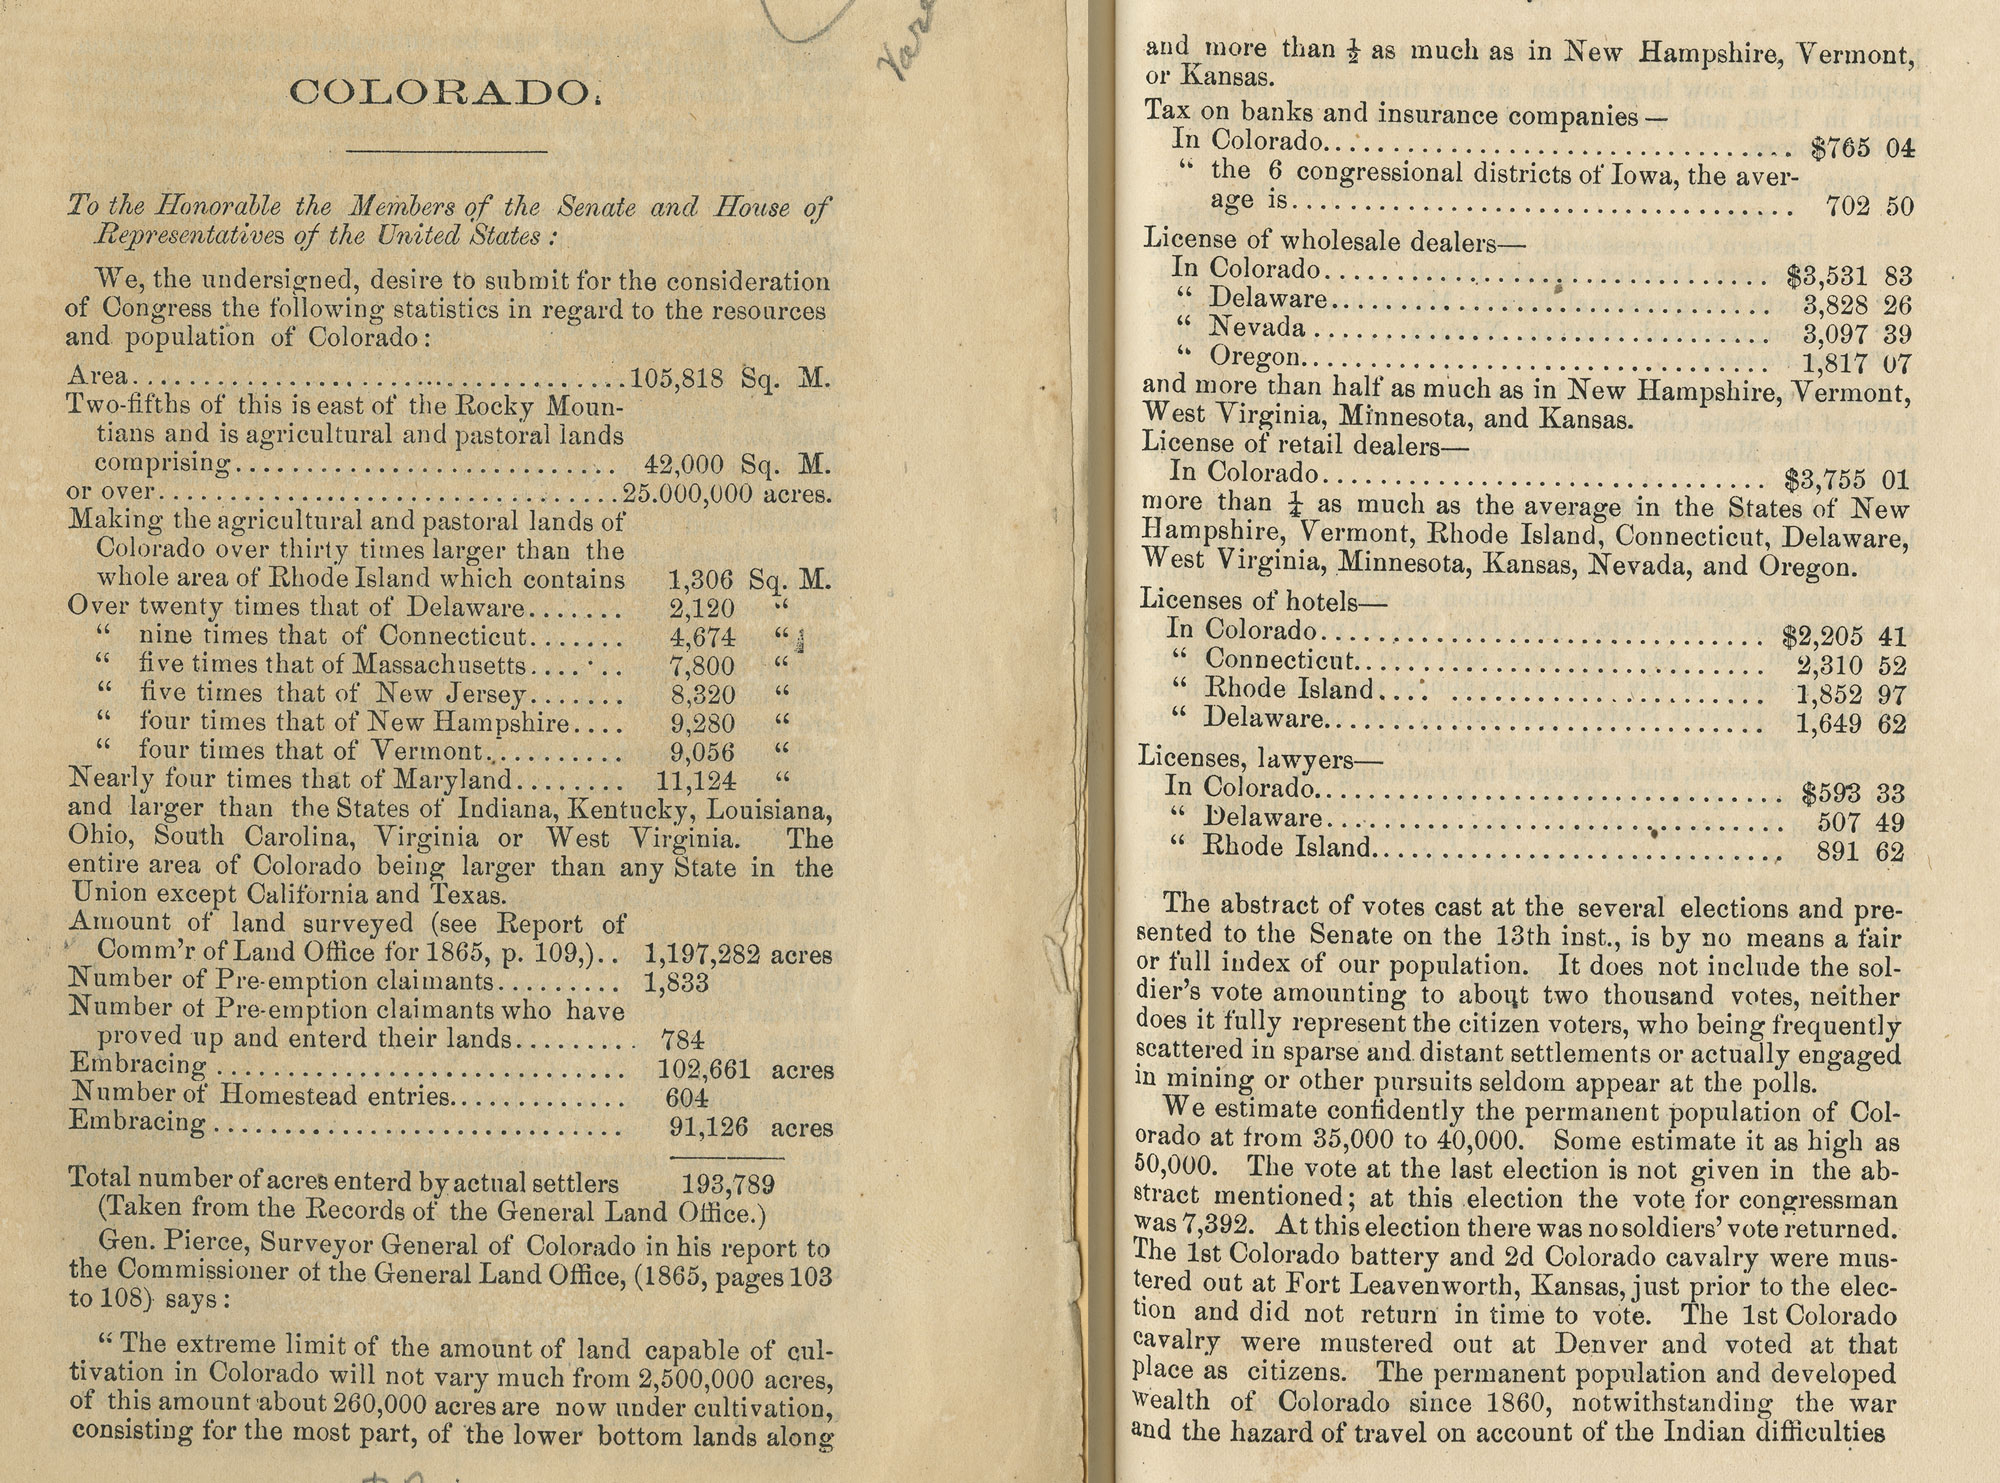 COLORADO.
To the Honorable the Members of the Senate and House of
Representatives of the United States :
We, the undersigned, desire to submit for the consideration
of Congress the following statistics in regard to the resources
and population of Colorado :
Area....................................105,818 Sq. M.
Two-fifths of this is east of the Rocky Moun-
tians and is agricultural and pastoral lands
comprising........................... 42,000 Sq. M.
or over.................................25.000,000 acres.
Making the agricultural and pastoral lands of
Colorado over thirty times larger than the
whole area of Rhode Island which contains 1,306 Sq. M.
Over twenty times that of Delaware....... 2,120 “
“ nine times that of Connecticut....... 4,674 “
“ five times that of Massachusetts....... 7,800 “
“ five times that of New Jersey....... 8,320 “
“ four times that of New Hampshire.... 9,280 “
“ four times that of Vermont.......... 9,056 “
Nearly four times that of Maryland........ 11,124 “
and larger than the States of Indiana, Kentucky, Louisiana,
Ohio, South Carolina, Virginia or West Virginia. The
entire area of Colorado being larger than any State in the
Union except California and Texas.
Amount of land surveyed (see Report of
Comm'r of Land Office for 1865, p. 109,).. 1,197,282 acres
Number of Pre-emption claimants......... 1,833
Number of Pre-emption claimants who have
proved up and enterd their lands......... 784
Embracing ............................. 102,661 acres
Number of Homestead entries............. 604
Embracing.............................. 91,126 acres
Total number of acres enterd by actual settlers 193,789
(Taken from the Records of the General Land Office.)
Gen. Pierce, Surveyor General of Colorado in his report to
the Commissioner of the General Land Office, (1865, pages 103
to 108) says :
“ The extreme limit of the amount of land capable of cul-
tivation in Colorado will not vary much from 2,500,000 acres,
of this amount about 260,000 acres are now under cultivation,
consisting for the most part, of the lower bottom lands along
and more than ½ as much as in New Hampshire, Vermont,
or Kansas.
Tax on banks and insurance companies —
In Colorado.................................. $765 04
“ the 6 congressional districts of Iowa, the aver-
age is.................................... 702 50
License of wholesale dealers—
In Colorado................................ $3,531 83
“ Delaware................................ 3,828 26
“ Nevada ................................. 3,097 39
“ Oregon.................................. 1,817 07
and more than half as much as in New Hampshire, Vermont,
West Virginia, Minnesota, and Kansas.
License of retail dealers—
In Colorado................................ $3,755 01
more than ¼ as much as the average in the States of New
Hampshire, Vermont, Rhode Island, Connecticut, Delaware,
West Virginia, Minnesota, Kansas, Nevada, and Oregon.
Licenses of hotels—
In Colorado................................ $2,205 41
“ Connecticut.............................. 2,310 52
“ Rhode Island.... ....................... 1,852 97
“ Delaware................................ 1,649 62
Licenses, lawyers—
In Colorado.................................. $593 33
“ Delaware.................................. 507 49
“ Rhode Island.............................. 891 62
The abstract of votes cast at the several elections and pre-
sented to the Senate on the 13th inst., is by no means a fair
or full index of our population. It does not include the sol-
dier's vote amounting to about two thousand votes, neither
does it fully represent the citizen voters, who being frequently
scattered in sparse and distant settlements or actually engaged
in mining or other pursuits seldom appear at the polls.
We estimate confidently the permanent population of Col-
orado at from 35,000 to 40,000. Some estimate it as high as
50,000. The vote at the last election is not given in the ab-
stract mentioned ; at this election the vote for congressman
was 7,392. At this election there was no soldiers' vote returned.
The 1st Colorado battery and 2d Colorado cavalry were mus-
tered out at Fort Leavenworth, Kansas, just prior to the elec-
tion and did not return in time to vote. The 1st Colorado
cavalry were mustered out at Denver and voted at that
place as citizens. The permanent population and developed
wealth of Colorado since 1860, notwithstanding the war
and the hazard of travel on account of the Indian difficulties